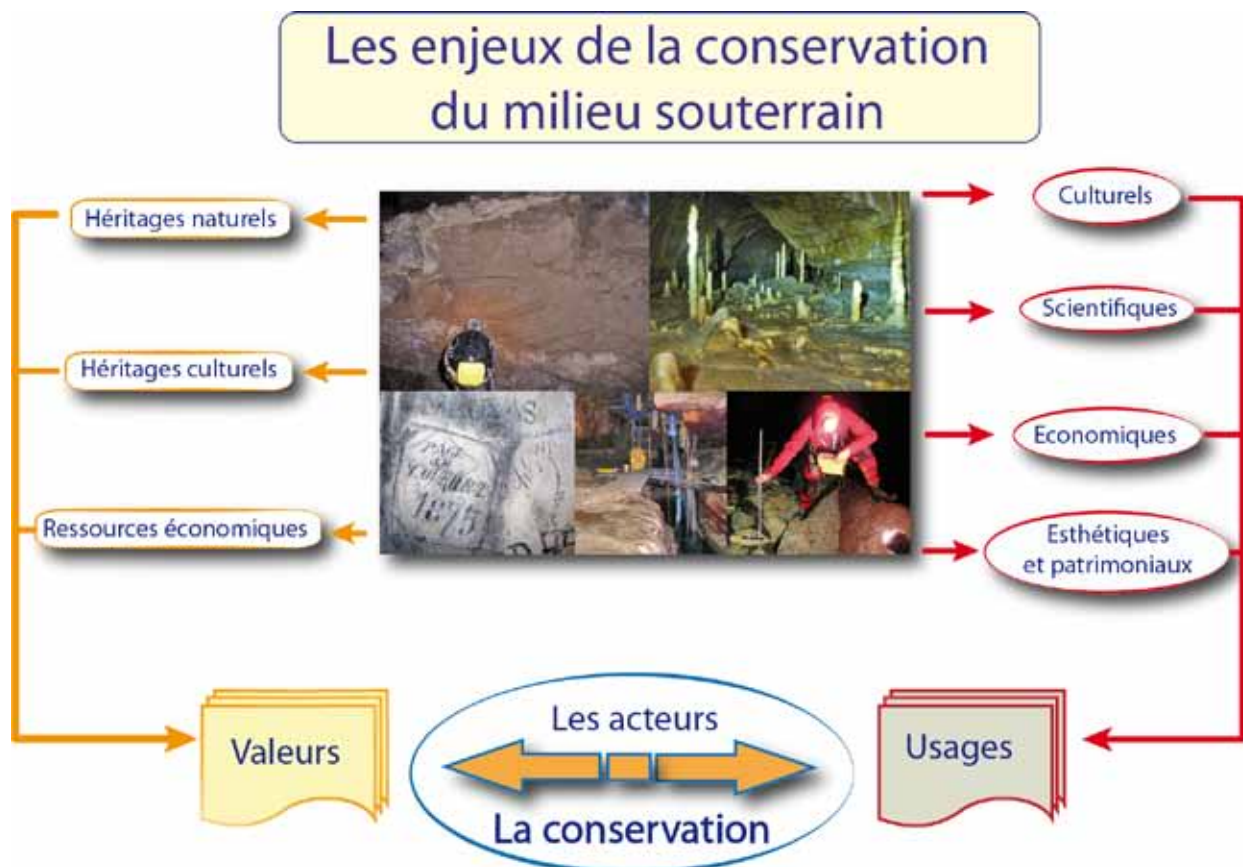 Les enjeux de la conservation
du milieu souterrain
Héritages naturels
Héritages culturels
Ressources économiques
Culturels
Scientifiques
Economiques
Esthétiques
et patrimoniaux
1875
Valeurs
Les acteurs
La conservation
Usages